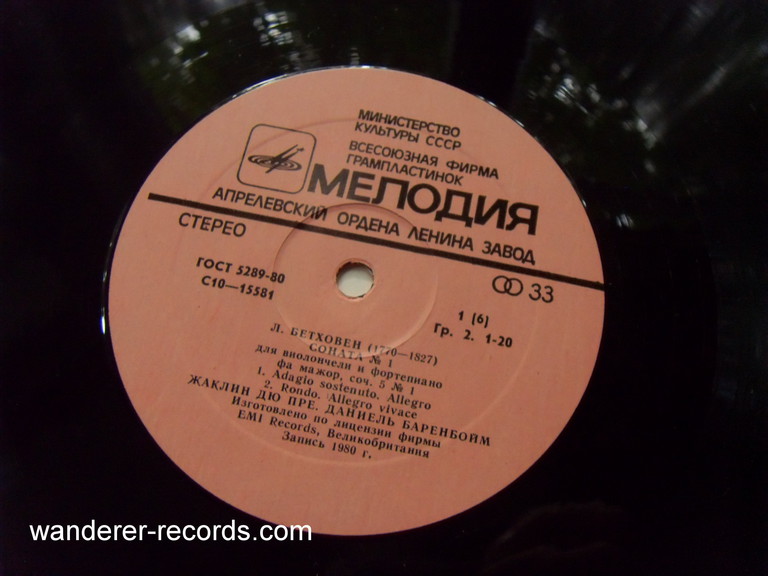 МИНИСТЕРСТВО
КУЛЬТУРЫ СССР
ВСЕСОЮЗНАЯ ФИРМА
ГРАМПЛАСТИНОК
МЕЛОДИЯ
АПРЕЛЕВСКИЙ ОРДЕНА ЛЕНИНА ЗАВОД
СТЕРЕО
33
ГОСТ 5289-80
С10—15581
1 (6)
Гр. 2. 1-20
Л. БЕТХОВЕН (1770—1827)
СОНАТА № 1
для виолончели и фортепиано
фа мажор, соч. 5 № 1
1. Adagio sostenuto. Allegro
2. Rondo. Allegro vivace
ЖАКЛИН ДЮ ПРЕ, ДАНИЕЛЬ БАРЕНБОЙМ
Изготовлено по лицензии фирмы
EMI Records, Великобритания
Запись 1980 г.
wanderer-records.com